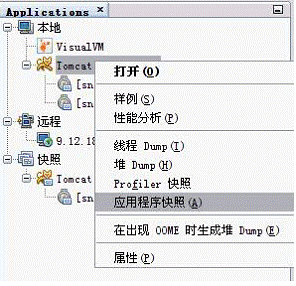 Applications
本地
VisualVM
Tomcat
[sn
[sn
远程
9.12.18
快照
Tomcat
[sn
打开(O)
样例(S)
性能分析(P)
线程 Dump(T)
堆 Dump(H)
Profiler 快照
应用程序快照(A)
在出现 OOME 时生成堆 Dump(E)
属性(P)